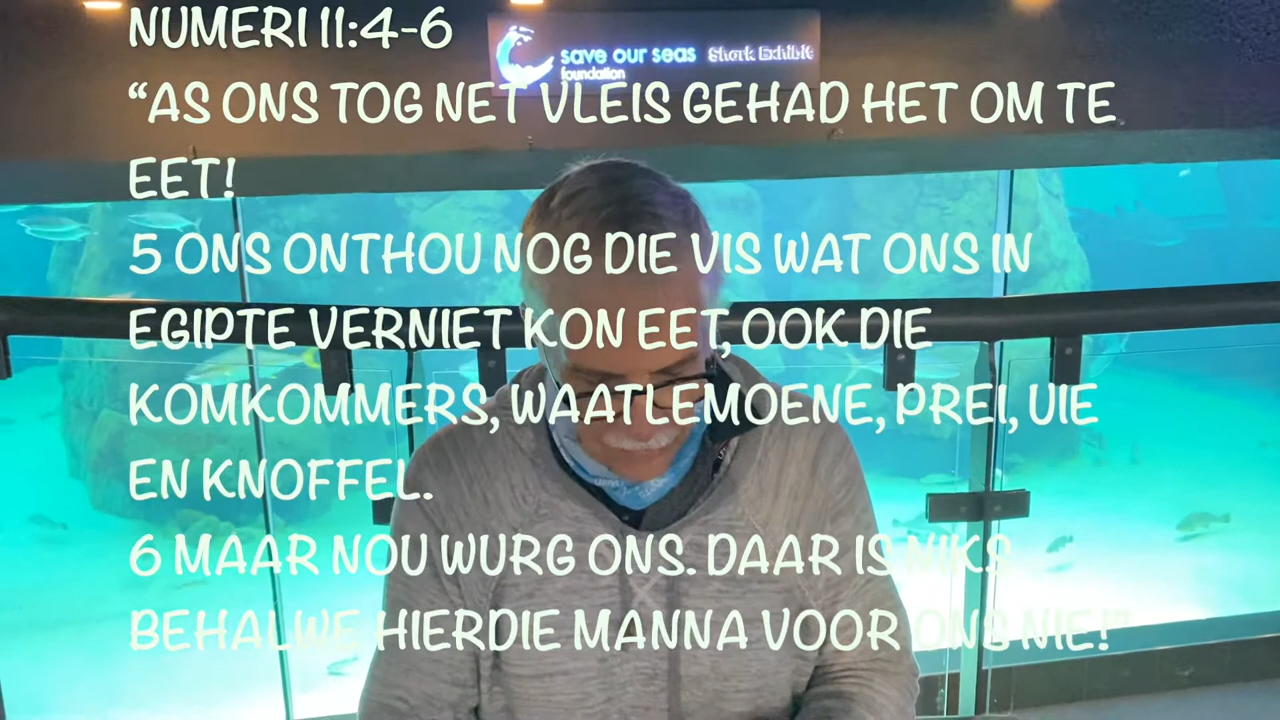 NUMERI 11:4-6
save our seas Shark Exhibit
foundation
“AS ONS TOG NET VLEIS GEHAD HET OM TE
EET!
5 ONS ONTHOU NOG DIE VIS WAT ONS IN
EGIPTE VERNIET KON EET, OOK DIE
KOMKOMMERS, WAATLEMOENE, PREI, UIE
EN KNOFFEL.
6 MAAR NOU WURG ONS. DAAR IS NIKS
BEHALWE HIERDIE MANNA VOOR ONS NIE!”